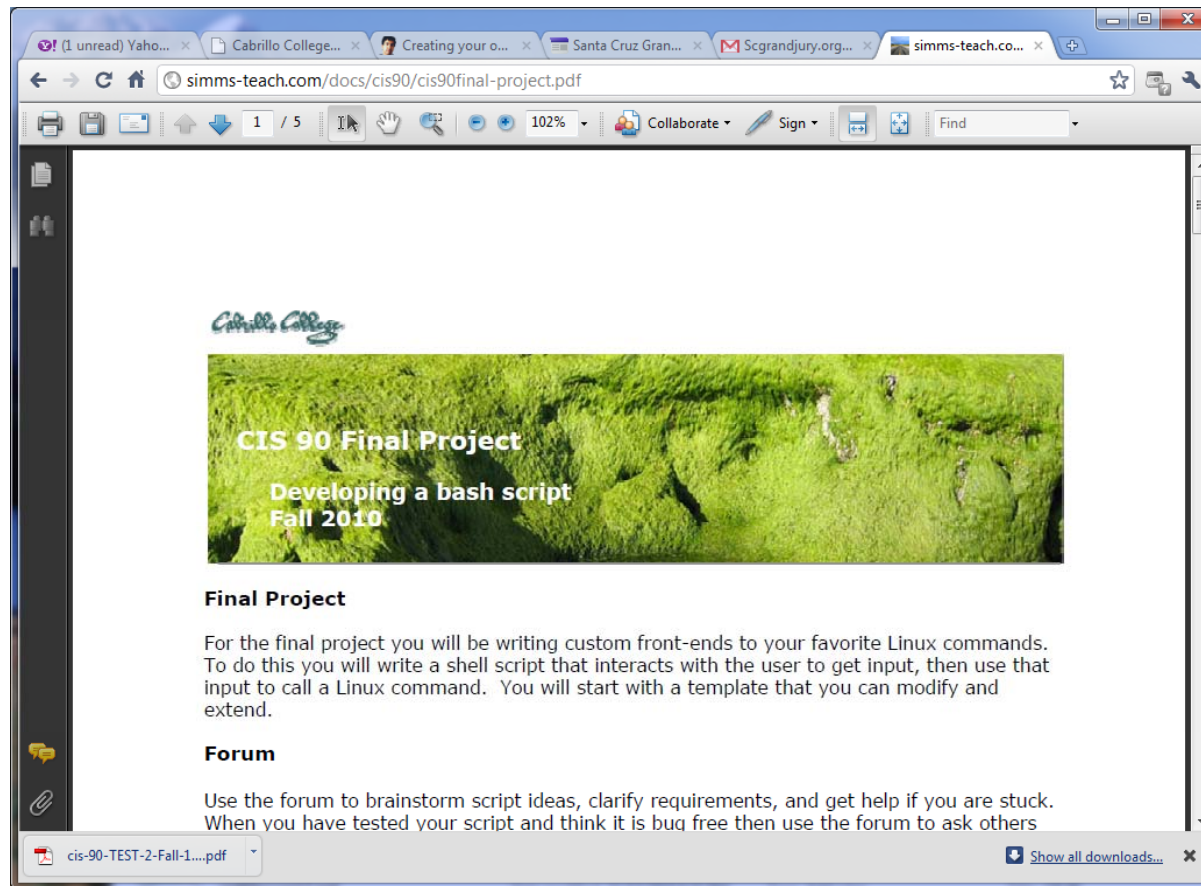 (1 unread) Yaho...
Cabrillo College...
Creating your o...
Santa Cruz Gran...
Scgrandjury.org...
simms-teach.co...
simms-teach.com/docs/cis90/cis90final-project.pdf
1 / 5
102%
Collaborate
Sign
Find
Cabrillo College
CIS 90 Final Project
Developing a bash script
Fall 2010
Final Project
For the final project you will be writing custom front-ends to your favorite Linux commands.
To do this you will write a shell script that interacts with the user to get input, then use that
input to call a Linux command.  You will start with a template that you can modify and
extend.
Forum
Use the forum to brainstorm script ideas, clarify requirements, and get help if you are stuck.
When you have tested your script and think it is bug free then use the forum to ask others
cis-90-TEST-2-Fall-1....pdf
Show all downloads...